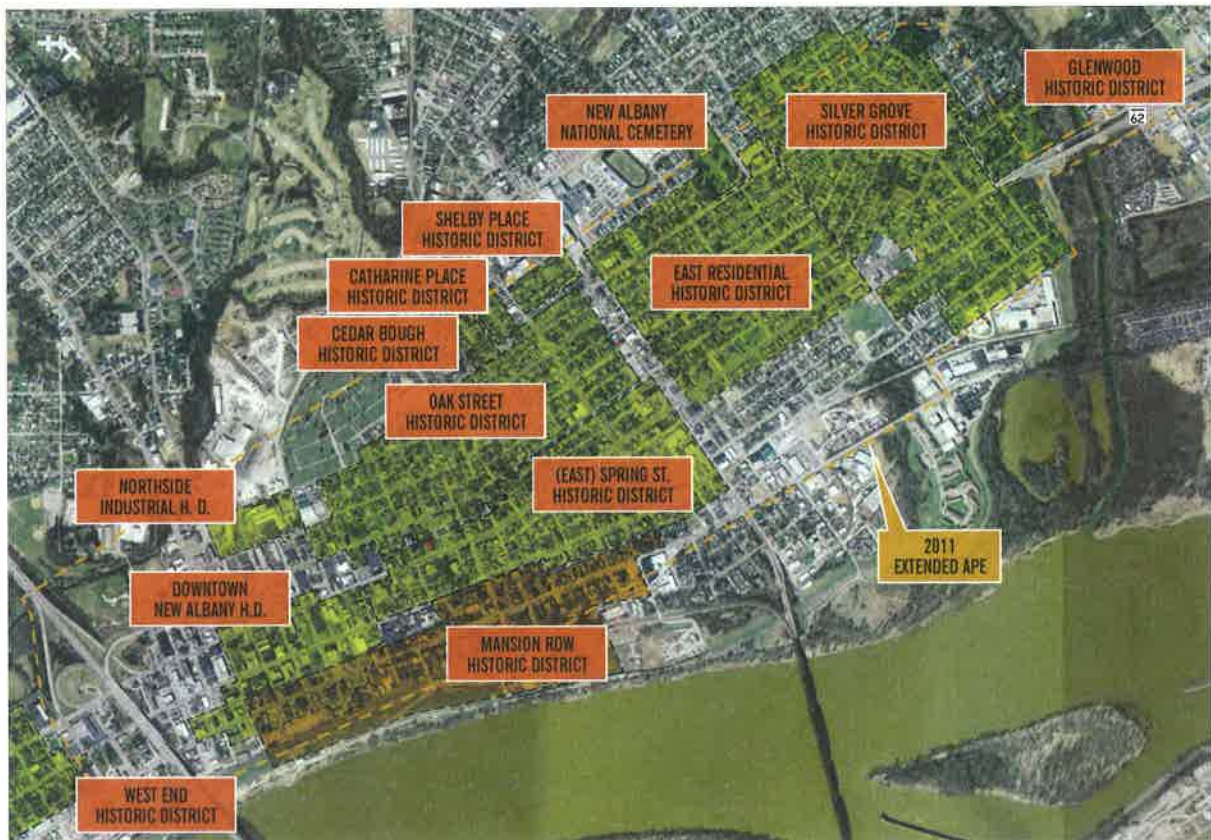 GLENWOOD
HISTORIC DISTRICT
62
NEW ALBANY
NATIONAL CEMETERY
SILVER GROVE
HISTORIC DISTRICT
SHELBY PLACE
HISTORIC DISTRICT
CATHARINE PLACE
HISTORIC DISTRICT
EAST RESIDENTIAL
HISTORIC DISTRICT
CEDAR BOUGH
HISTORIC DISTRICT
OAK STREET
HISTORIC DISTRICT
(EAST) SPRING ST.
HISTORIC DISTRICT
NORTHSIDE
INDUSTRIAL H. D.
2011
EXTENDED APE
DOWNTOWN
NEW ALBANY H.D.
MANSION ROW
HISTORIC DISTRICT
WEST END
HISTORIC DISTRICT